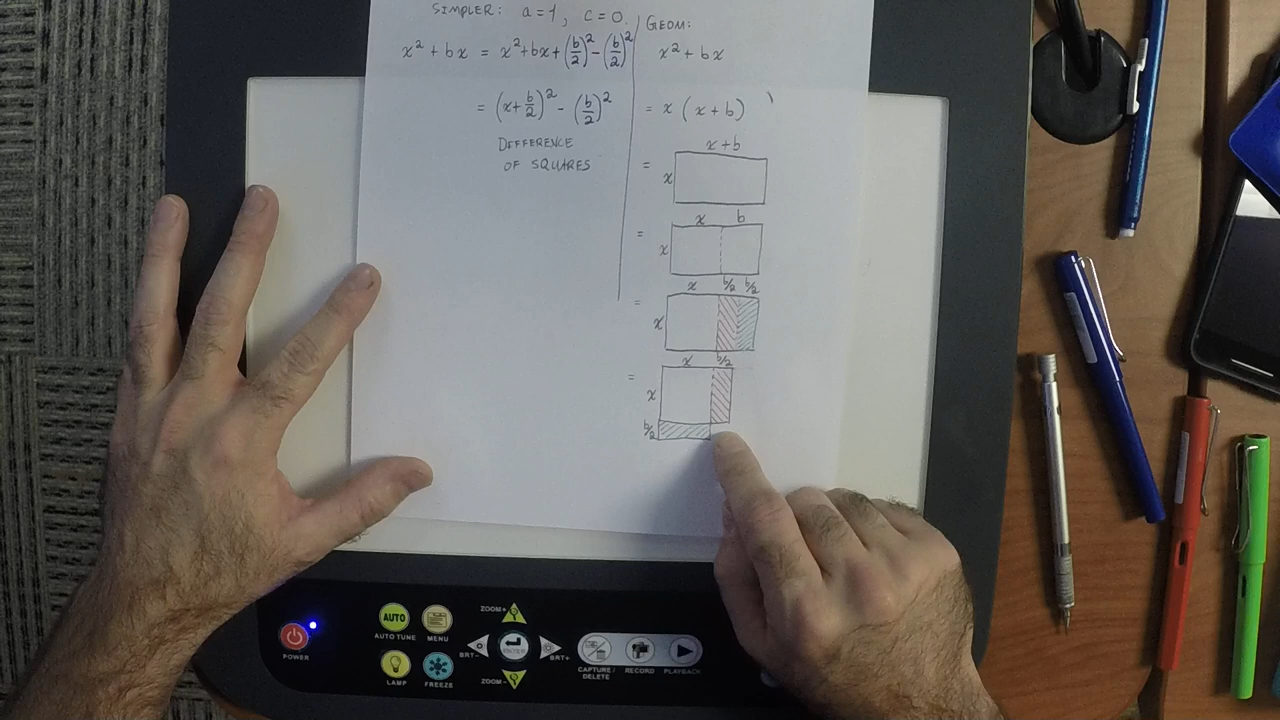 SIMPLER: a=1, c=0.
x² + bx = x²+bx+(b/2)²-(b/2)²
= (x+b/2)² - (b/2)²
DIFFERENCE
OF SQUARES
GEOM:
x² + bx
= x (x+b)
x+b
= x
x b
= x
x b/2 b/2
= x
x b/2
= x
b/2
POWER
AUTO
AUTO TUNE
MENU
LAMP
FREEZE
ZOOM+
BRT-
ENTER
BRT+
ZOOM-
CAPTURE/
DELETE
RECORD
PLAYBACK